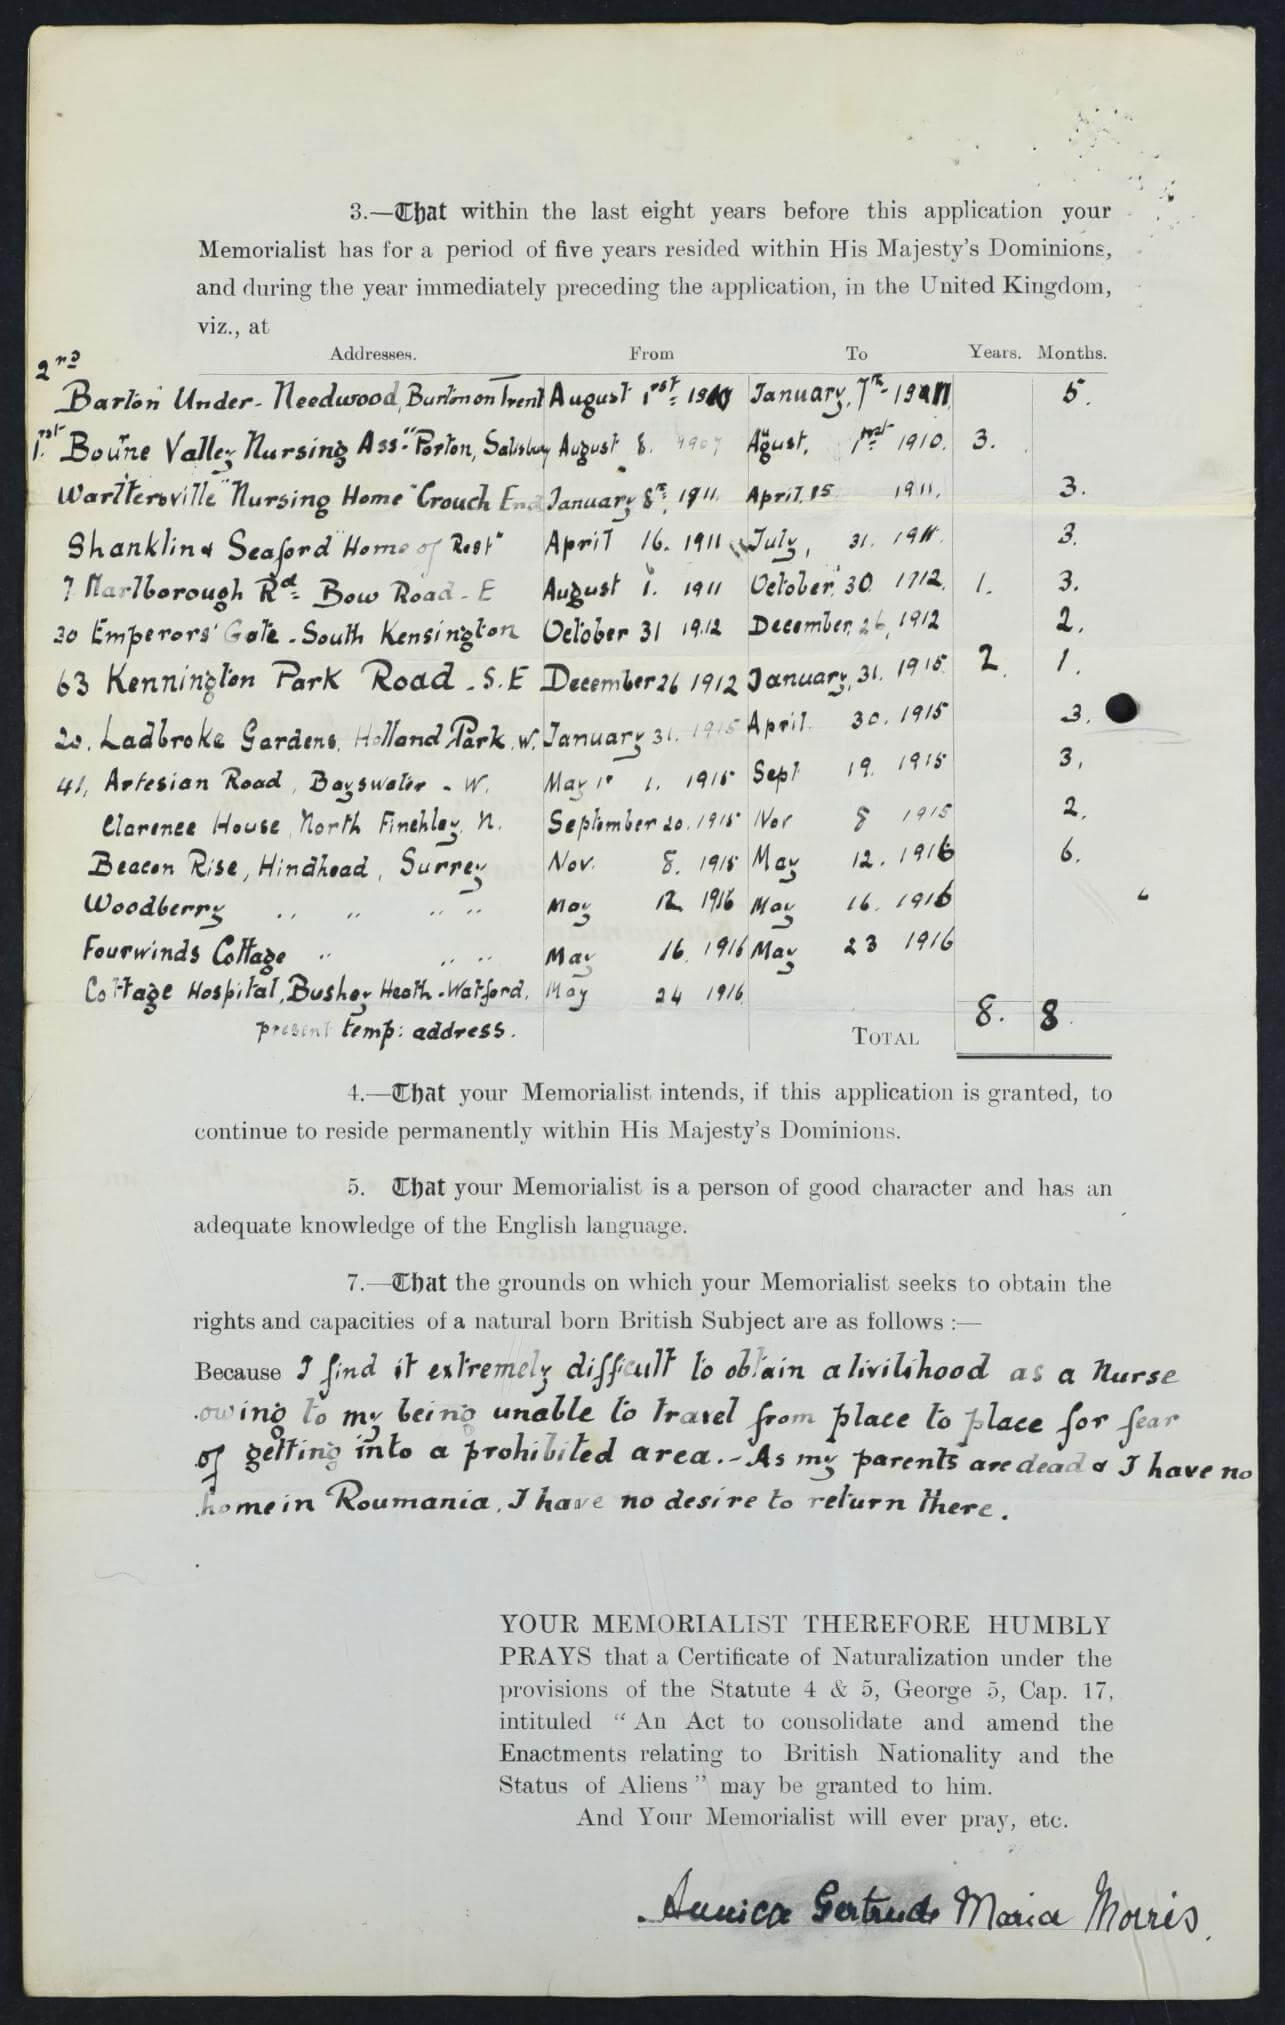 3.—That within the last eight years before this application your
Memorialist has for a period of five years resided within His Majesty's Dominions,
and during the year immediately preceding the application, in the United Kingdom,
viz., at
Addresses. From To Years. Months.
2nd Barton Under-Needwood, Burton on Trent August 1rst 1910 January, 7th 1911 5.
1.rst Bourne Valley Nursing Assn Porton, Salisbury August 8. 1907 August, 1rst 1910. 3.
Warltersville "Nursing Home" Crouch End January 8th, 1911. April, 15 1911. 3.
Shanklin & Seaford "Home of Rest" April 16. 1911 July, 31. 1911. 3.
7 Marlborough Rd. Bow Road - E August 1. 1911 October, 30 1912. 1. 3.
30 Emperors' Gate - South Kensington October 31 1912 December, 26, 1912 2.
63 Kennington Park Road - S.E December 26 1912 January, 31. 1915. 2. 1.
20. Ladbroke Gardens, Holland Park, W. January 31. 1915 April 30. 1915 3.
41, Artesian Road, Bayswater - W. May 1. 1915 Sept 19. 1915 3.
Clarence House, North Finchley, N. September 20. 1915 Nov 8 1915 2.
Beacon Rise, Hindhead, Surrey Nov. 8. 1915 May 12. 1916 6.
Woodberry " " " " May 12 1916 May 16. 1916
Fourwinds Cottage " " " May 16. 1916 May 23 1916
Cottage Hospital, Bushey Heath - Watford. May 24 1916.
present temp: address.
TOTAL 8. 8.
4.—That your Memorialist intends, if this application is granted, to
continue to reside permanently within His Majesty's Dominions.
5. That your Memorialist is a person of good character and has an
adequate knowledge of the English language.
7.—That the grounds on which your Memorialist seeks to obtain the
rights and capacities of a natural born British Subject are as follows :—
Because I find it extremely difficult to obtain a livilihood as a Nurse
owing to my being unable to travel from place to place for fear
of getting into a prohibited area. - As my parents are dead & I have no
home in Roumania, I have no desire to return there.
YOUR MEMORIALIST THEREFORE HUMBLY
PRAYS that a Certificate of Naturalization under the
provisions of the Statute 4 & 5, George 5, Cap. 17,
intituled " An Act to consolidate and amend the
Enactments relating to British Nationality and the
Status of Aliens " may be granted to him.
And Your Memorialist will ever pray, etc.
Annica Gertrude Maria Morris.